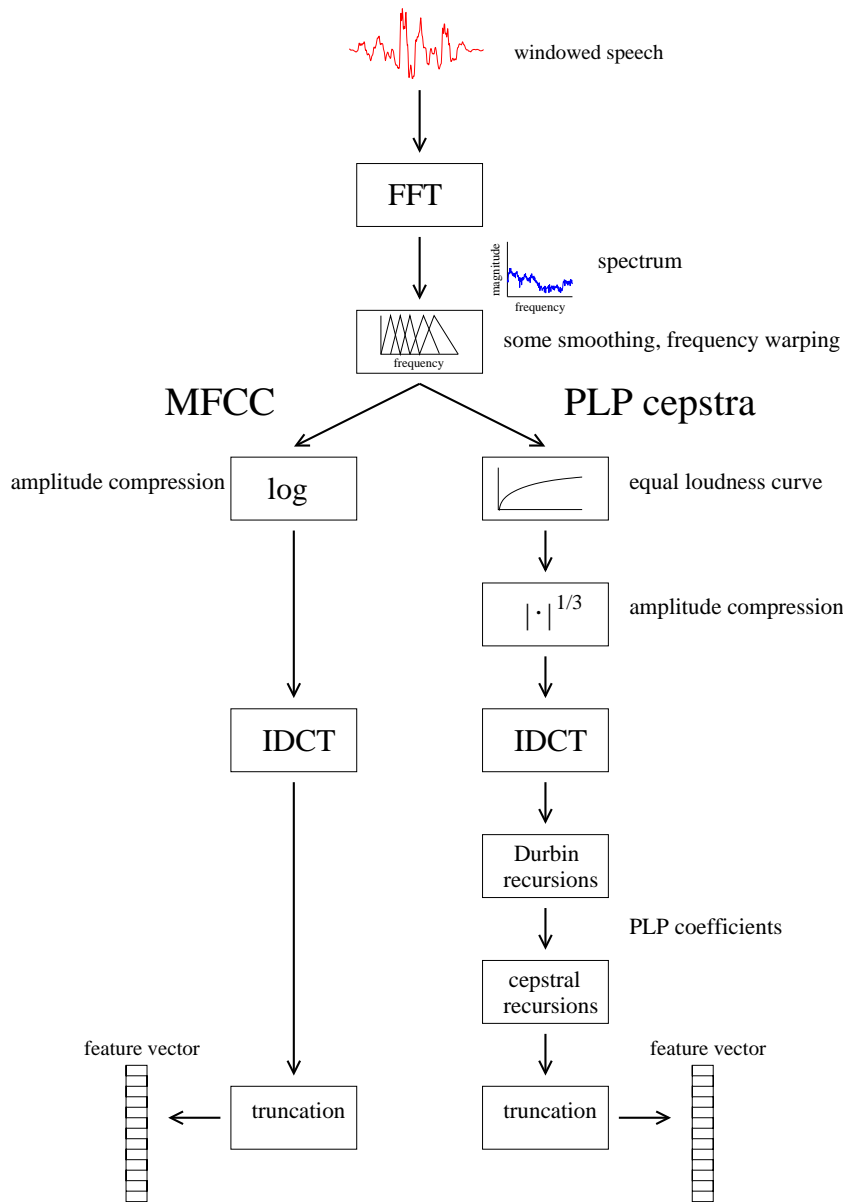 windowed speech
FFT
magnitude
spectrum
frequency
some smoothing, frequency warping
frequency
MFCC
PLP cepstra
amplitude compression
log
equal loudness curve
|·|^1/3
amplitude compression
IDCT
IDCT
Durbin
recursions
PLP coefficients
cepstral
recursions
feature vector
feature vector
truncation
truncation